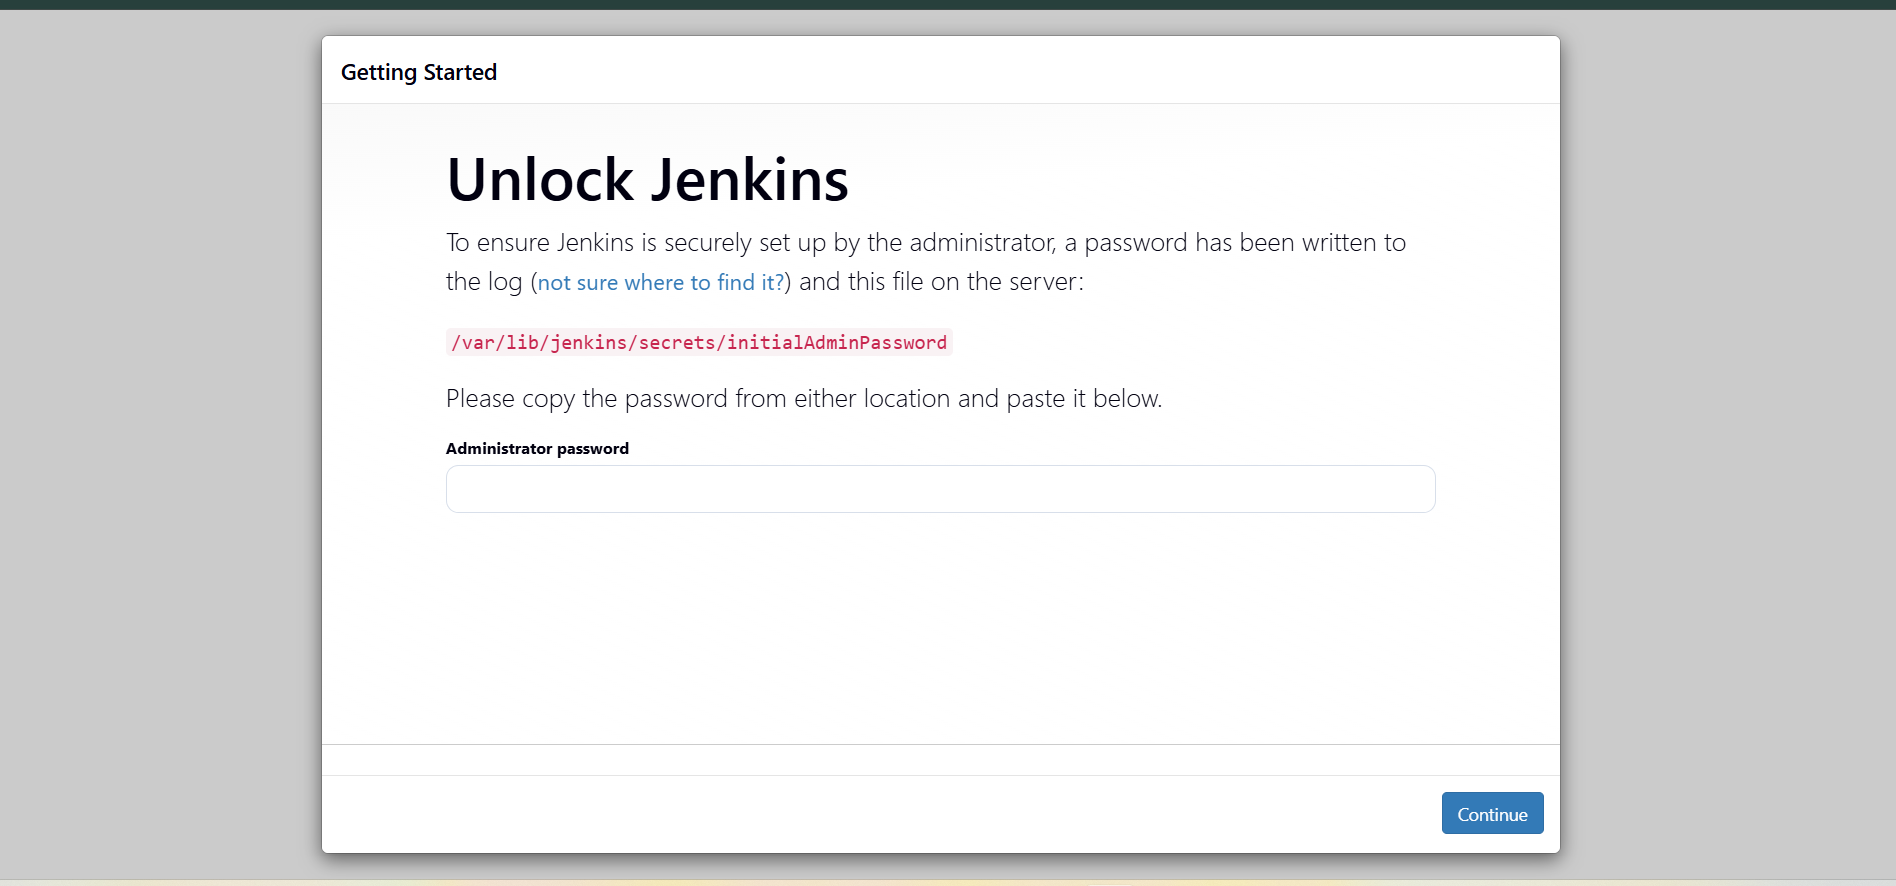 Getting Started
Unlock Jenkins
To ensure Jenkins is securely set up by the administrator, a password has been written to
the log (not sure where to find it?) and this file on the server:
/var/lib/jenkins/secrets/initialAdminPassword
Please copy the password from either location and paste it below.
Administrator password
Continue